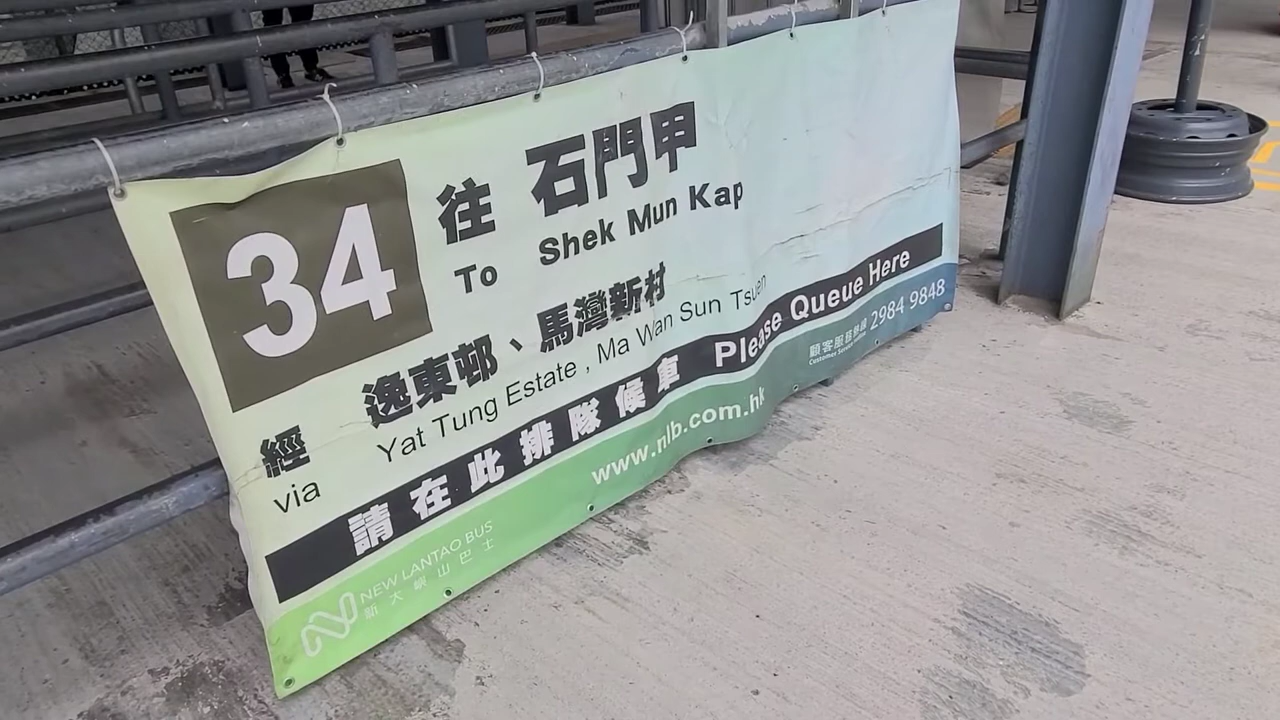 34 往 石門甲
To Shek Mun Kap
經 逸東邨、馬灣新村
via Yat Tung Estate , Ma Wan Sun Tsuen
請在此排隊候車 Please Queue Here
NEW LANTAO BUS
新大嶼山巴士
www.nlb.com.hk
顧客服務熱線 2984 9848
Customer Service Hotline